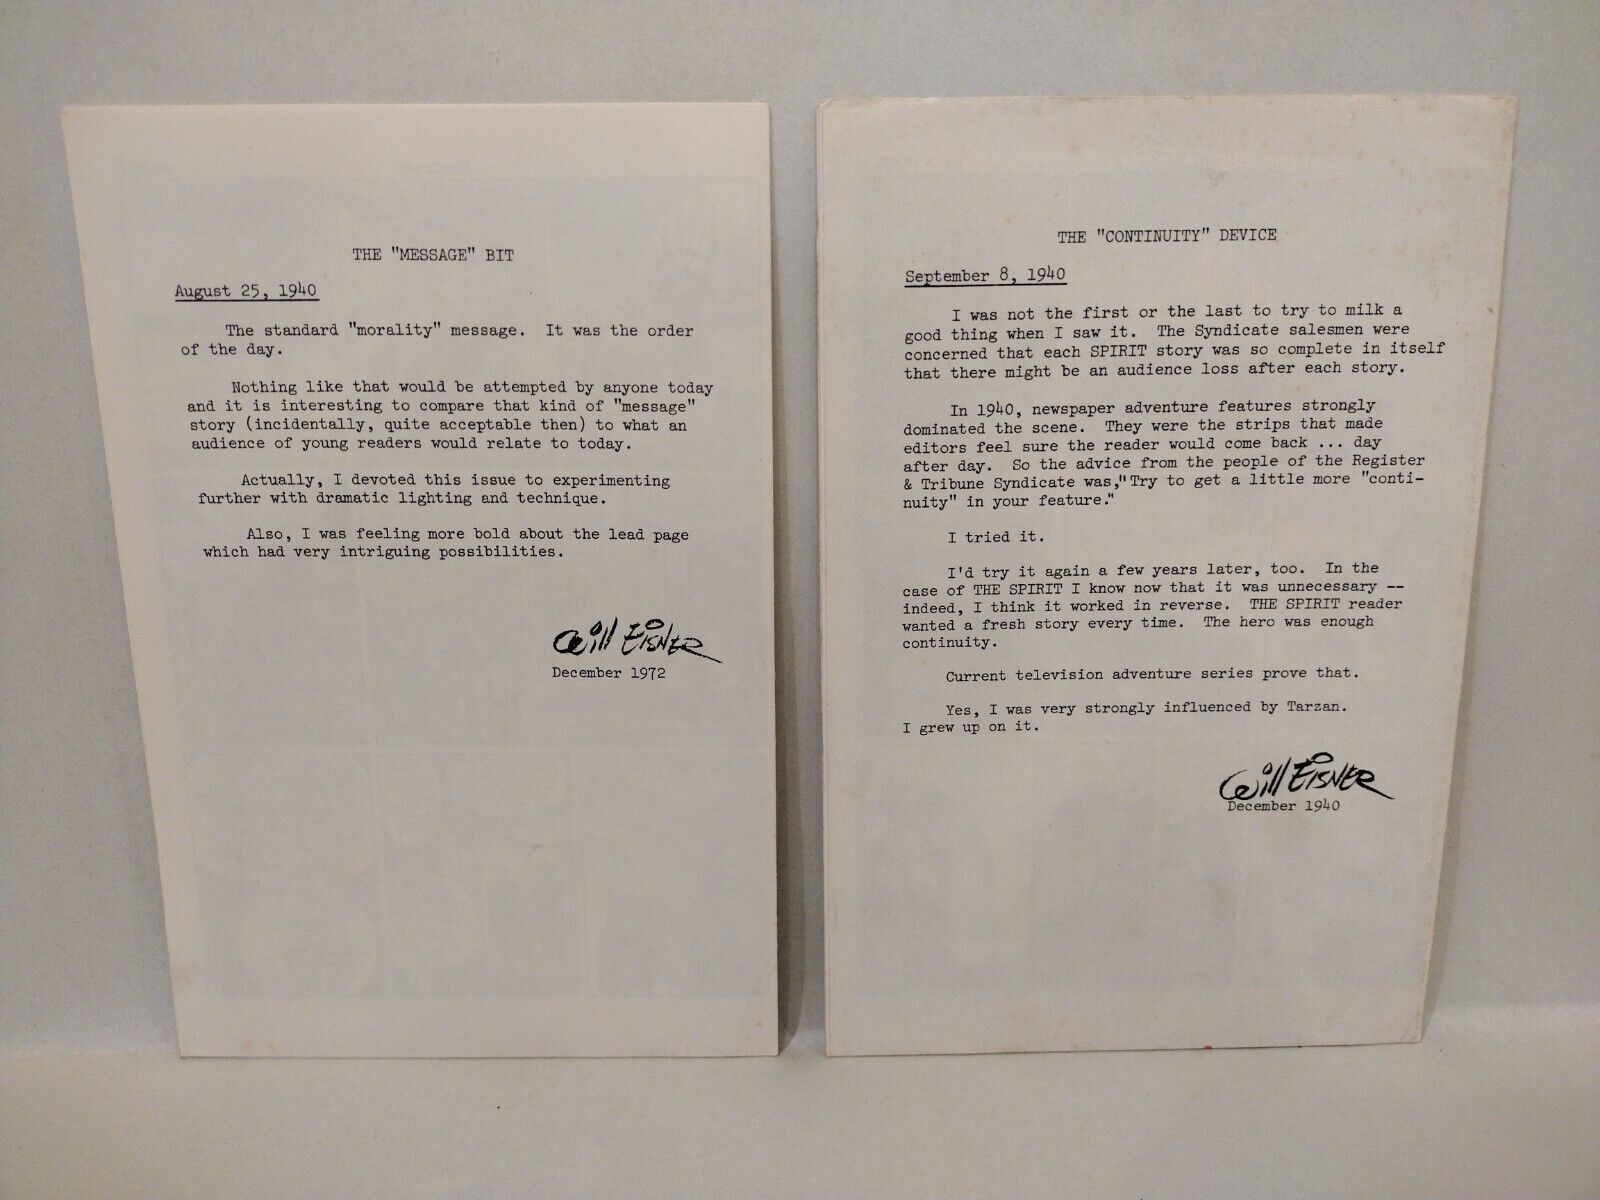 THE "MESSAGE" BIT
August 25, 1940
The standard "morality" message. It was the order
of the day.
Nothing like that would be attempted by anyone today
and it is interesting to compare that kind of "message"
story (incidentally, quite acceptable then) to what an
audience of young readers would relate to today.
Actually, I devoted this issue to experimenting
further with dramatic lighting and technique.
Also, I was feeling more bold about the lead page
which had very intriguing possibilities.
Will EISNER
December 1972
THE "CONTINUITY" DEVICE
September 8, 1940
I was not the first or the last to try to milk a
good thing when I saw it. The Syndicate salesmen were
concerned that each SPIRIT story was so complete in itself
that there might be an audience loss after each story.
In 1940, newspaper adventure features strongly
dominated the scene. They were the strips that made
editors feel sure the reader would come back ... day
after day. So the advice from the people of the Register
& Tribune Syndicate was,"Try to get a little more "conti-
nuity" in your feature."
I tried it.
I'd try it again a few years later, too. In the
case of THE SPIRIT I know now that it was unnecessary --
indeed, I think it worked in reverse. THE SPIRIT reader
wanted a fresh story every time. The hero was enough
continuity.
Current television adventure series prove that.
Yes, I was very strongly influenced by Tarzan.
I grew up on it.
Will EISNER
December 1940